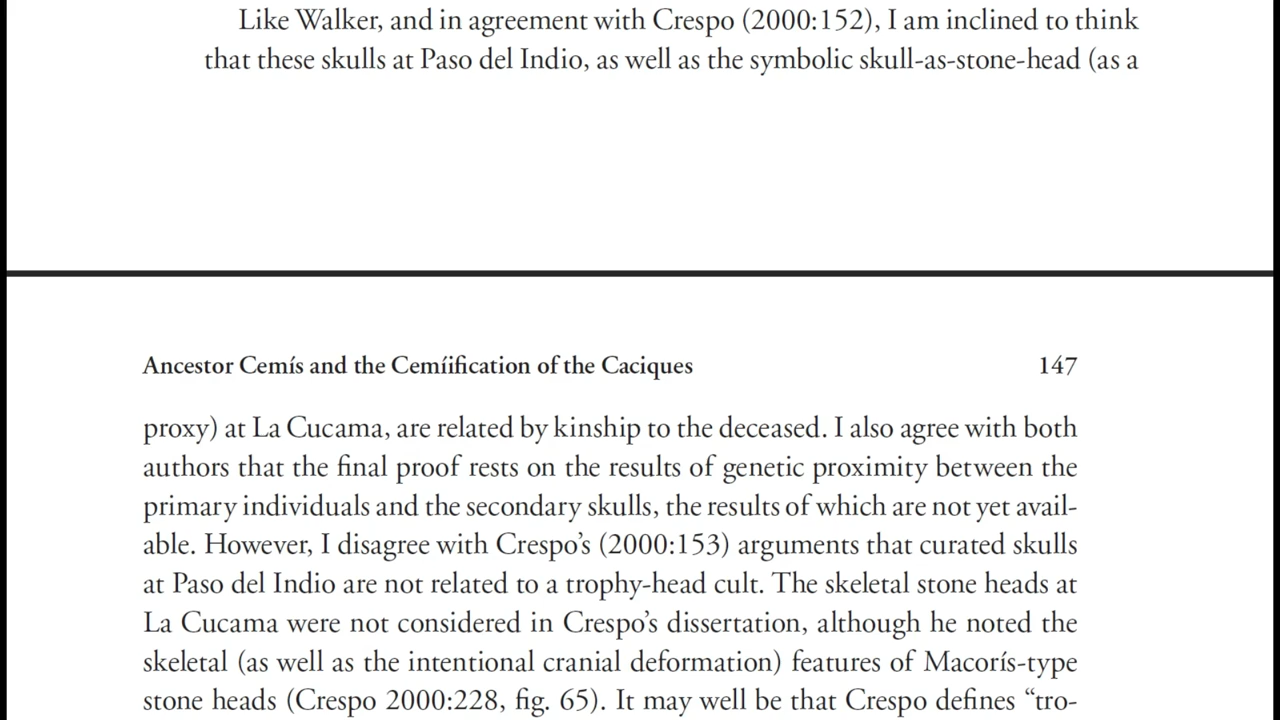 Like Walker, and in agreement with Crespo (2000:152), I am inclined to think
that these skulls at Paso del Indio, as well as the symbolic skull-as-stone-head (as a
Ancestor Cemís and the Cemíification of the Caciques 147
proxy) at La Cucama, are related by kinship to the deceased. I also agree with both
authors that the final proof rests on the results of genetic proximity between the
primary individuals and the secondary skulls, the results of which are not yet avail-
able. However, I disagree with Crespo’s (2000:153) arguments that curated skulls
at Paso del Indio are not related to a trophy-head cult. The skeletal stone heads at
La Cucama were not considered in Crespo’s dissertation, although he noted the
skeletal (as well as the intentional cranial deformation) features of Macorís-type
stone heads (Crespo 2000:228, fig. 65). It may well be that Crespo defines “tro-